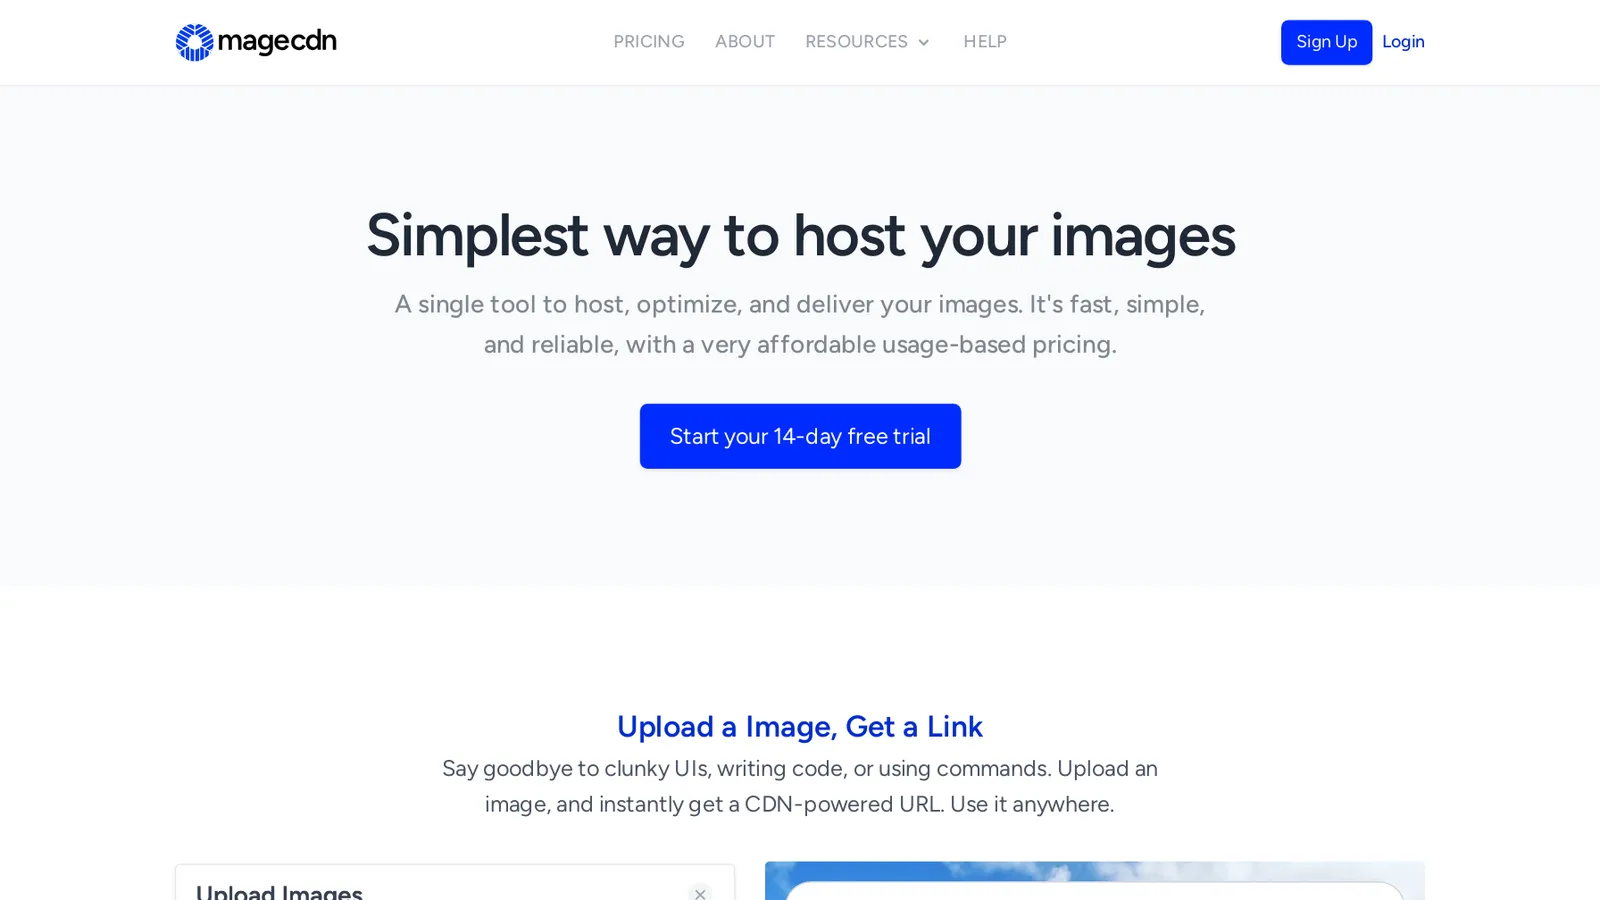 magecdn
PRICING
ABOUT
RESOURCES
HELP
Sign Up
Login
Simplest way to host your images
A single tool to host, optimize, and deliver your images. It's fast, simple,
and reliable, with a very affordable usage-based pricing.
Start your 14-day free trial
Upload a Image, Get a Link
Say goodbye to clunky UIs, writing code, or using commands. Upload an
image, and instantly get a CDN-powered URL. Use it anywhere.
Upload Images